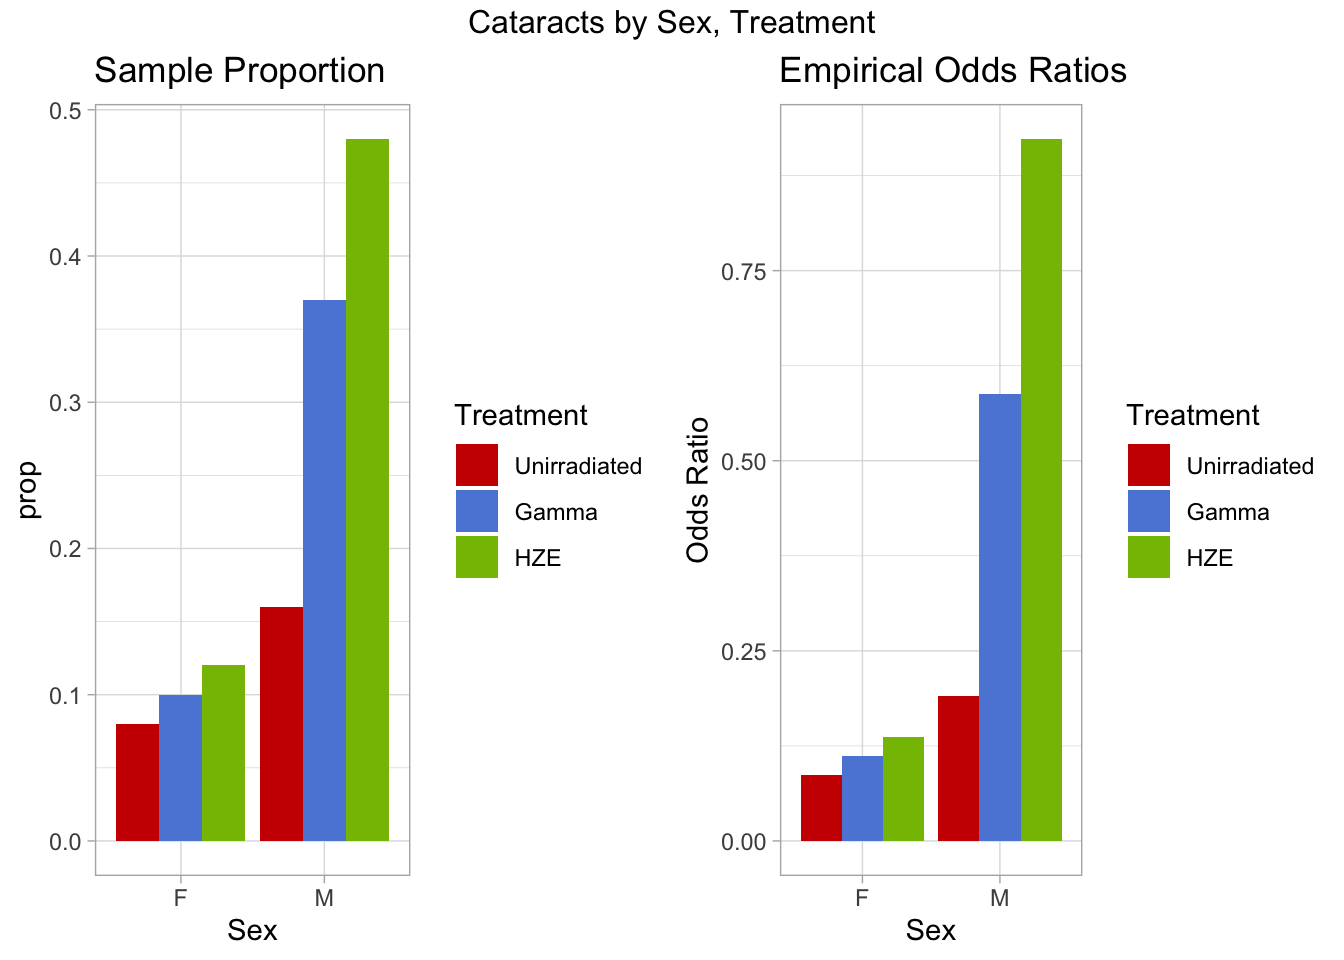 Cataracts by Sex, Treatment
Sample Proportion
0.5
0.4
0.3
0.2
0.1
0.0
prop
F M
Sex
Treatment
Unirradiated
Gamma
HZE
Empirical Odds Ratios
0.75
0.50
0.25
0.00
Odds Ratio
F M
Sex
Treatment
Unirradiated
Gamma
HZE